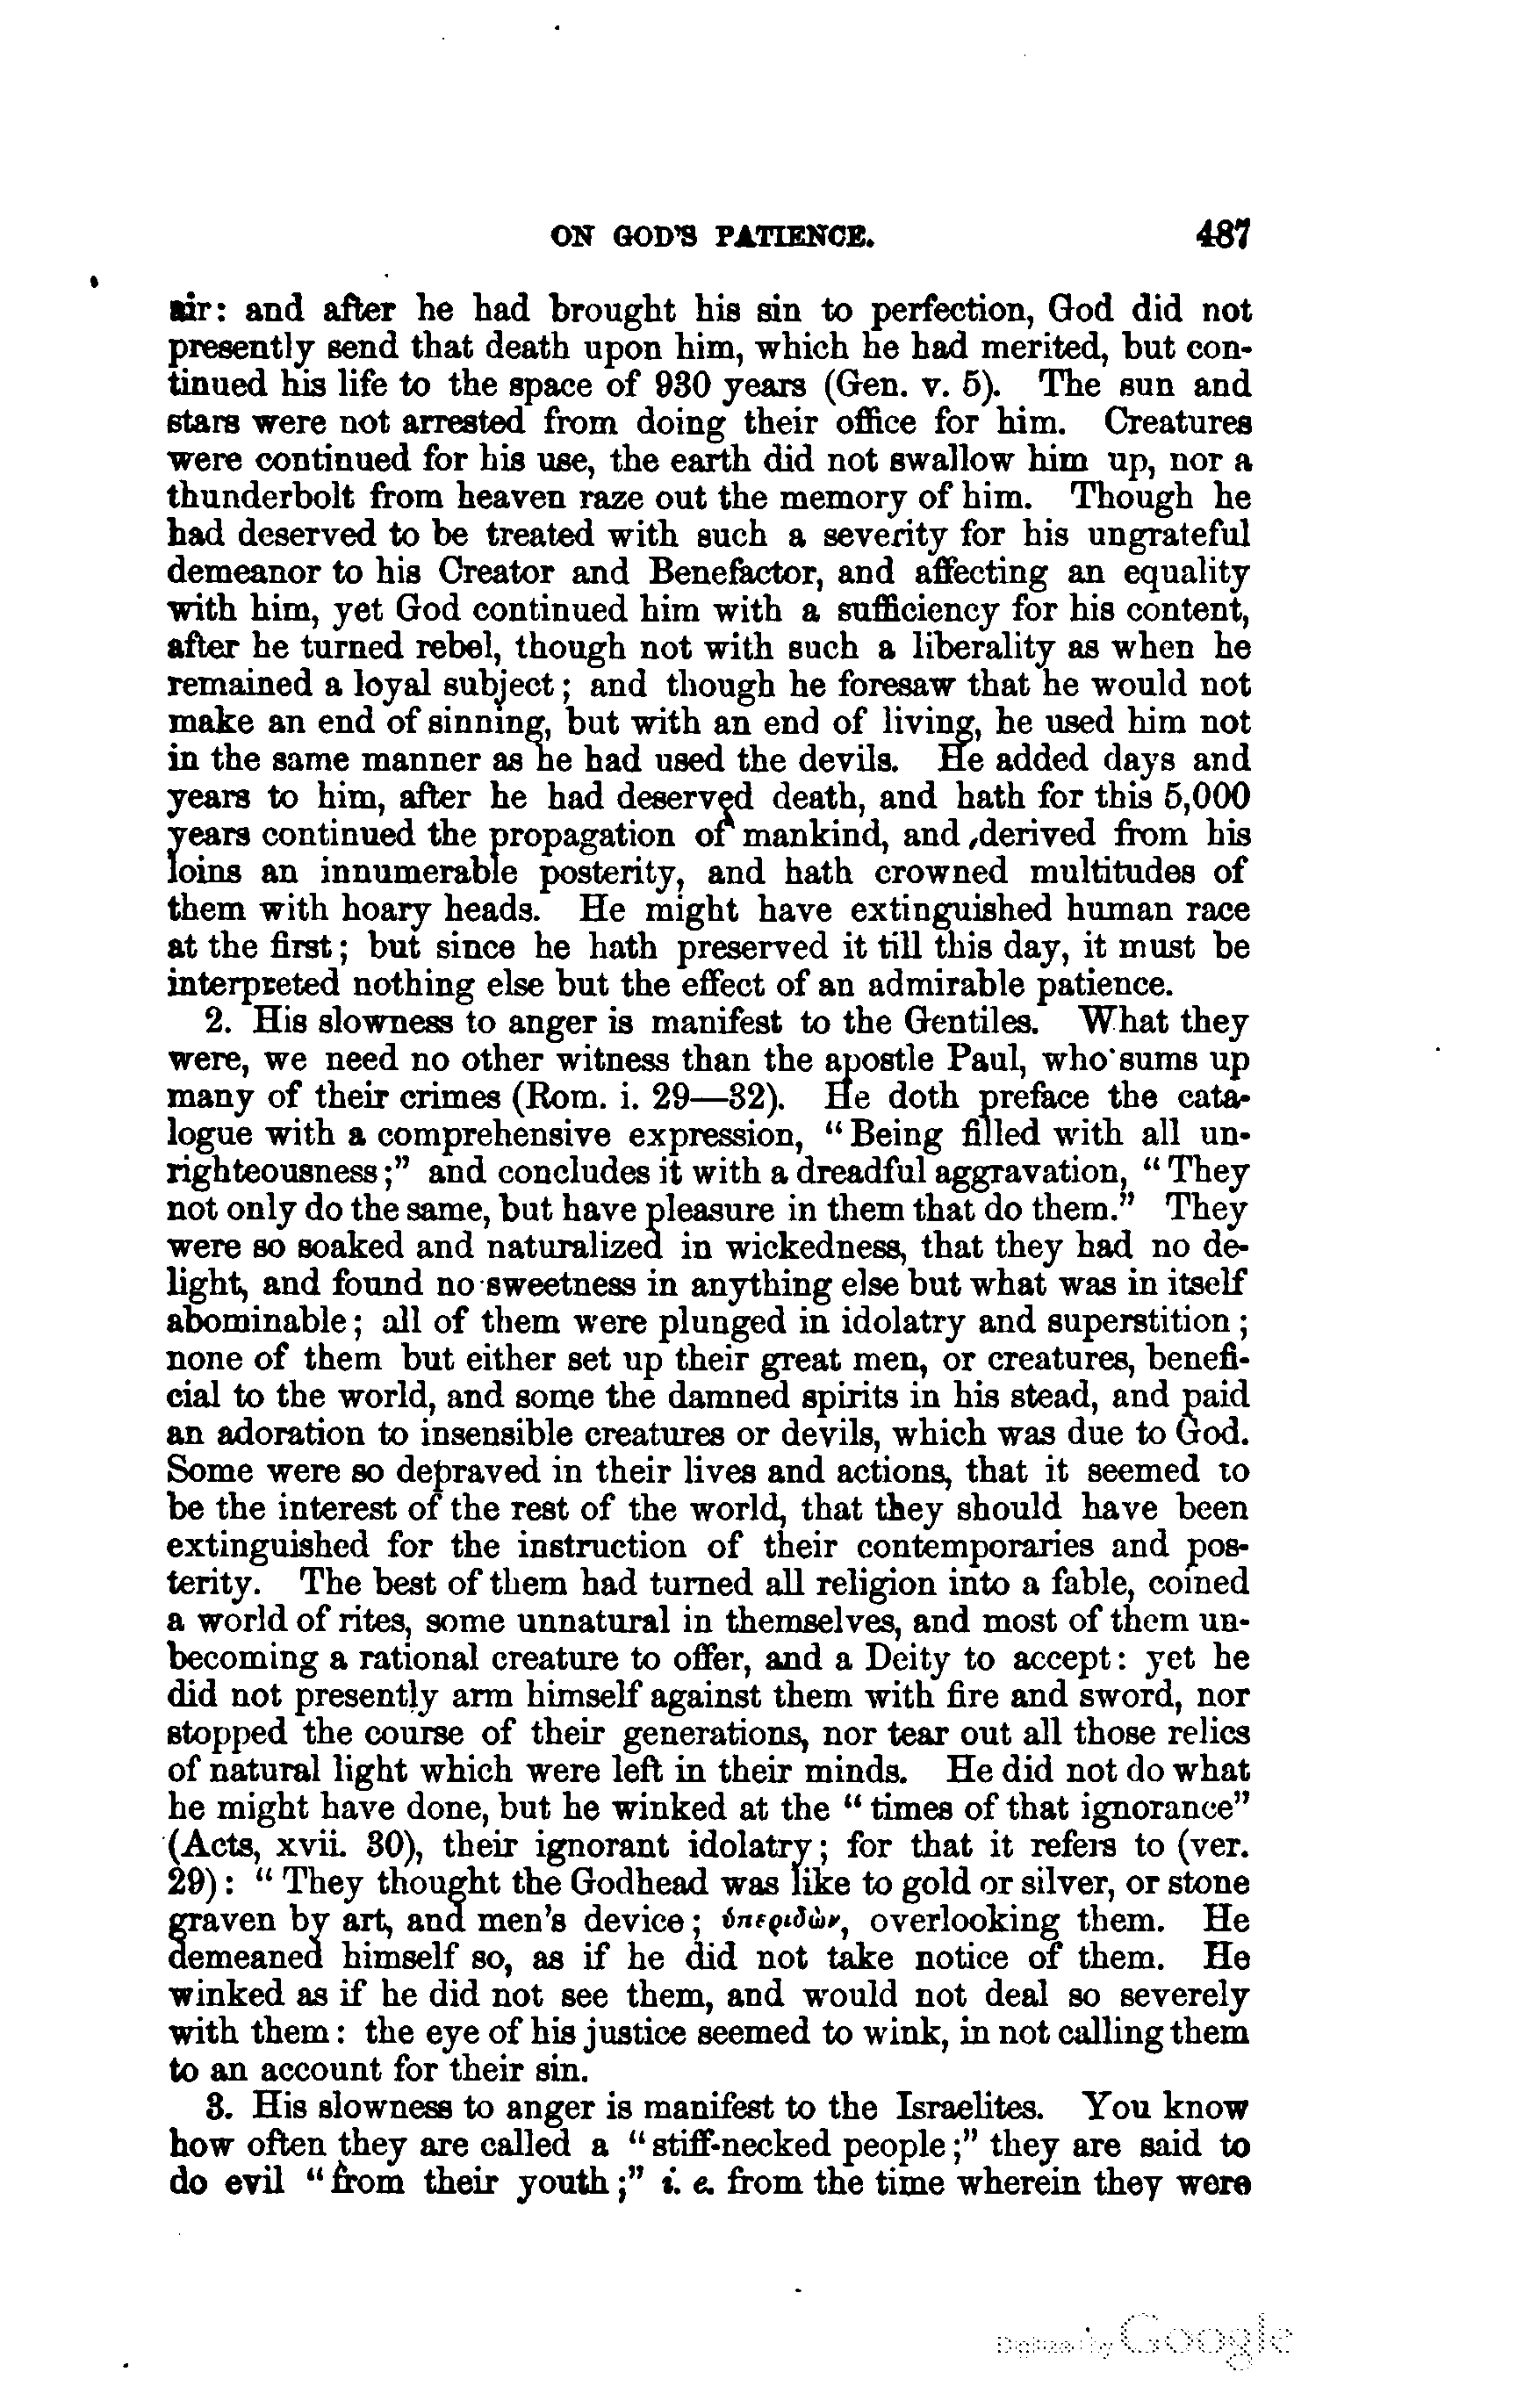 ON GOD'S PATIENCE. 487
air: and after he had brought his sin to perfection, God did not
presently send that death upon him, which he had merited, but con-
tinued his life to the space of 930 years (Gen. v. 5). The sun and
stars were not arrested from doing their office for him. Creatures
were continued for his use, the earth did not swallow him up, nor a
thunderbolt from heaven raze out the memory of him. Though he
had deserved to be treated with such a severity for his ungrateful
demeanor to his Creator and Benefactor, and affecting an equality
with him, yet God continued him with a sufficiency for his content,
after he turned rebel, though not with such a liberality as when he
remained a loyal subject; and though he foresaw that he would not
make an end of sinning, but with an end of living, he used him not
in the same manner as he had used the devils. He added days and
years to him, after he had deserved death, and hath for this 5,000
years continued the propagation of mankind, and derived from his
loins an innumerable posterity, and hath crowned multitudes of
them with hoary heads. He might have extinguished human race
at the first; but since he hath preserved it till this day, it must be
interpreted nothing else but the effect of an admirable patience.
2. His slowness to anger is manifest to the Gentiles. What they
were, we need no other witness than the apostle Paul, who sums up
many of their crimes (Rom. i. 29—32). He doth preface the cata-
logue with a comprehensive expression, "Being filled with all un-
righteousness;" and concludes it with a dreadful aggravation, "They
not only do the same, but have pleasure in them that do them." They
were so soaked and naturalized in wickedness, that they had no de-
light, and found no sweetness in anything else but what was in itself
abominable; all of them were plunged in idolatry and superstition;
none of them but either set up their great men, or creatures, benefi-
cial to the world, and some the damned spirits in his stead, and paid
an adoration to insensible creatures or devils, which was due to God.
Some were so depraved in their lives and actions, that it seemed to
be the interest of the rest of the world, that they should have been
extinguished for the instruction of their contemporaries and pos-
terity. The best of them had turned all religion into a fable, coined
a world of rites, some unnatural in themselves, and most of them un-
becoming a rational creature to offer, and a Deity to accept: yet he
did not presently arm himself against them with fire and sword, nor
stopped the course of their generations, nor tear out all those relics
of natural light which were left in their minds. He did not do what
he might have done, but he winked at the "times of that ignorance"
(Acts, xvii. 30), their ignorant idolatry; for that it refers to (ver.
29): "They thought the Godhead was like to gold or silver, or stone
graven by art, and men's device; ὑπεριδὼν, overlooking them. He
demeaned himself so, as if he did not take notice of them. He
winked as if he did not see them, and would not deal so severely
with them: the eye of his justice seemed to wink, in not calling them
to an account for their sin.
3. His slowness to anger is manifest to the Israelites. You know
how often they are called a "stiff-necked people;" they are said to
do evil "from their youth;" i. e. from the time wherein they were
Digitized by Google